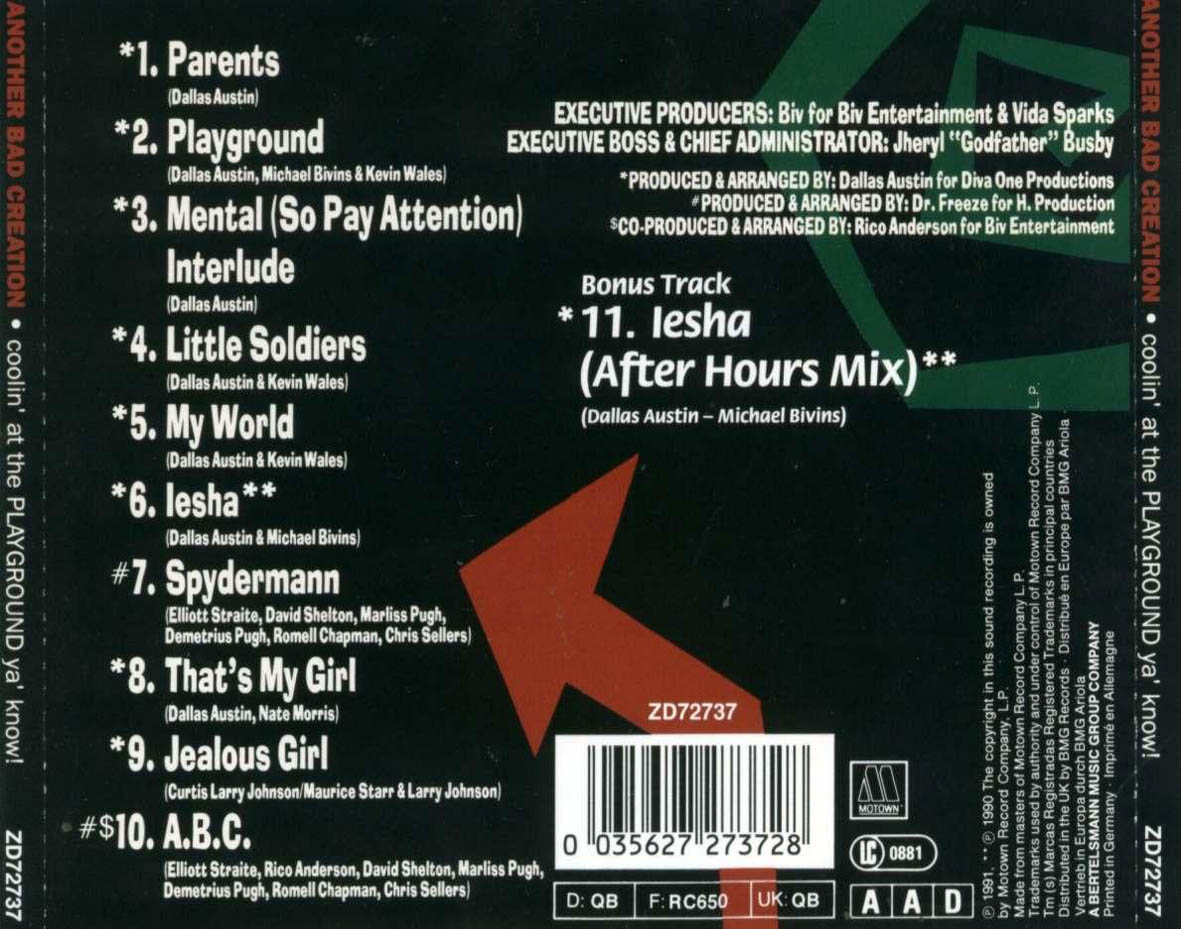 ANOTHER BAD CREATION • coolin' at the PLAYGROUND ya' know! ZD72737
*1. Parents
(Dallas Austin)
*2. Playground
(Dallas Austin, Michael Bivins & Kevin Wales)
*3. Mental (So Pay Attention)
Interlude
(Dallas Austin)
*4. Little Soldiers
(Dallas Austin & Kevin Wales)
*5. My World
(Dallas Austin & Kevin Wales)
*6. Iesha**
(Dallas Austin & Michael Bivins)
#7. Spydermann
(Elliott Straite, David Shelton, Marliss Pugh,
Demetrius Pugh, Romell Chapman, Chris Sellers)
*8. That's My Girl
(Dallas Austin, Nate Morris)
*9. Jealous Girl
(Curtis Larry Johnson/Maurice Starr & Larry Johnson)
#$10. A.B.C.
(Elliott Straite, Rico Anderson, David Shelton, Marliss Pugh,
Demetrius Pugh, Romell Chapman, Chris Sellers)
EXECUTIVE PRODUCERS: Biv for Biv Entertainment & Vida Sparks
EXECUTIVE BOSS & CHIEF ADMINISTRATOR: Jheryl "Godfather" Busby
*PRODUCED & ARRANGED BY: Dallas Austin for Diva One Productions
#PRODUCED & ARRANGED BY: Dr. Freeze for H. Production
$CO-PRODUCED & ARRANGED BY: Rico Anderson for Biv Entertainment
Bonus Track
*11. Iesha
(After Hours Mix)**
(Dallas Austin – Michael Bivins)
ZD72737
0 035627 273728
D: QB F: RC650 UK: QB
MOTOWN
LC 0881
A A D
℗ 1991, ** ℗ 1990 The copyright in this sound recording is owned
by Motown Record Company, L.P.
Made from masters of Motown Record Company L.P.
Trademarks used by authority and under control of Motown Record Company L.P.
Tm (s) Marcas Registradas Registered Trademarks in principal countries
Distributed in the UK by BMG Records · Distribué en Europe par BMG Ariola ·
Vertrieb in Europa durch BMG Ariola
A BERTELSMANN MUSIC GROUP COMPANY
Printed in Germany · Imprimé en Allemagne
ANOTHER BAD CREATION • coolin' at the PLAYGROUND ya' know! ZD72737